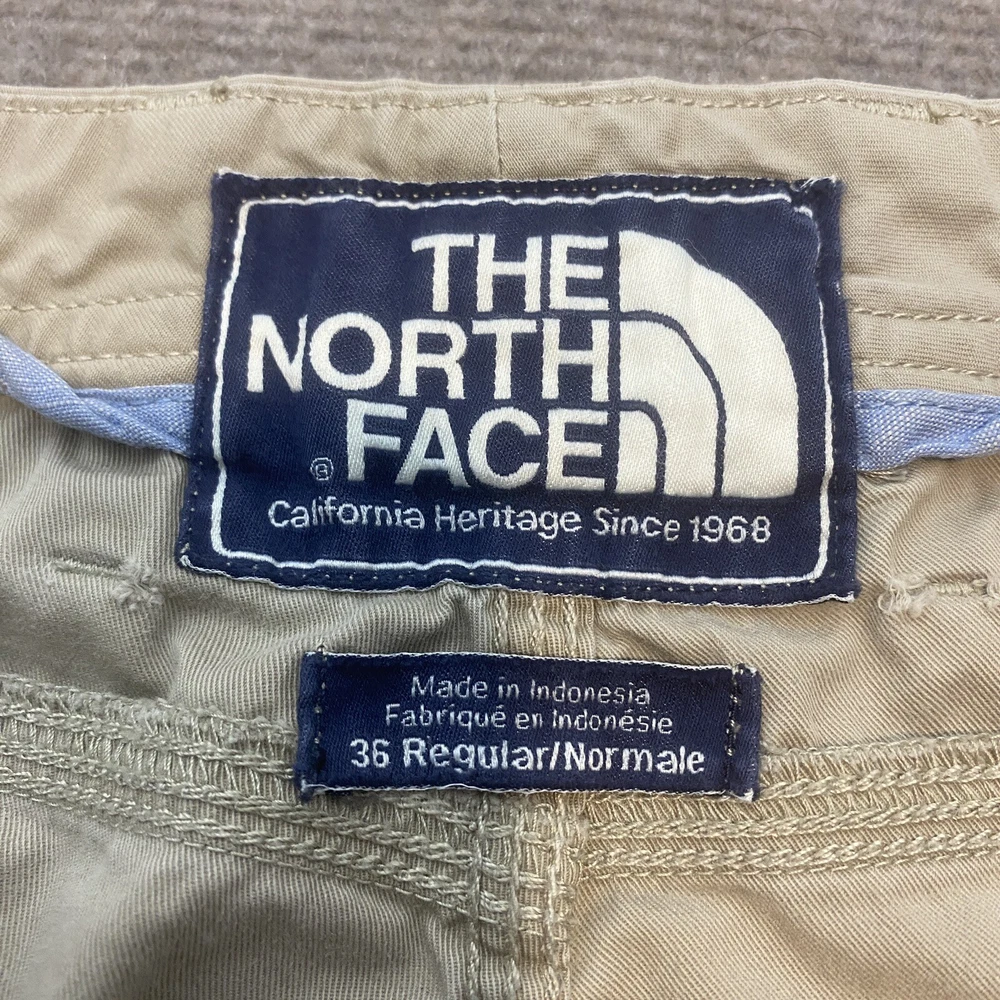 THE
NORTH
FACE
®
California Heritage Since 1968
Made in Indonesia
Fabriqué en Indonésie
36 Regular/Normale